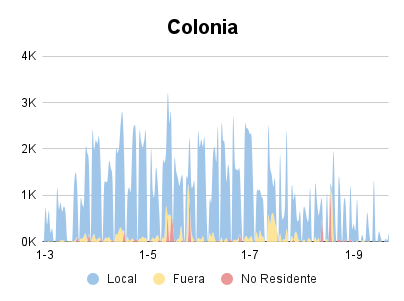 Colonia
4K
3K
2K
1K
0K
1-3 1-5 1-7 1-9
Local Fuera No Residente